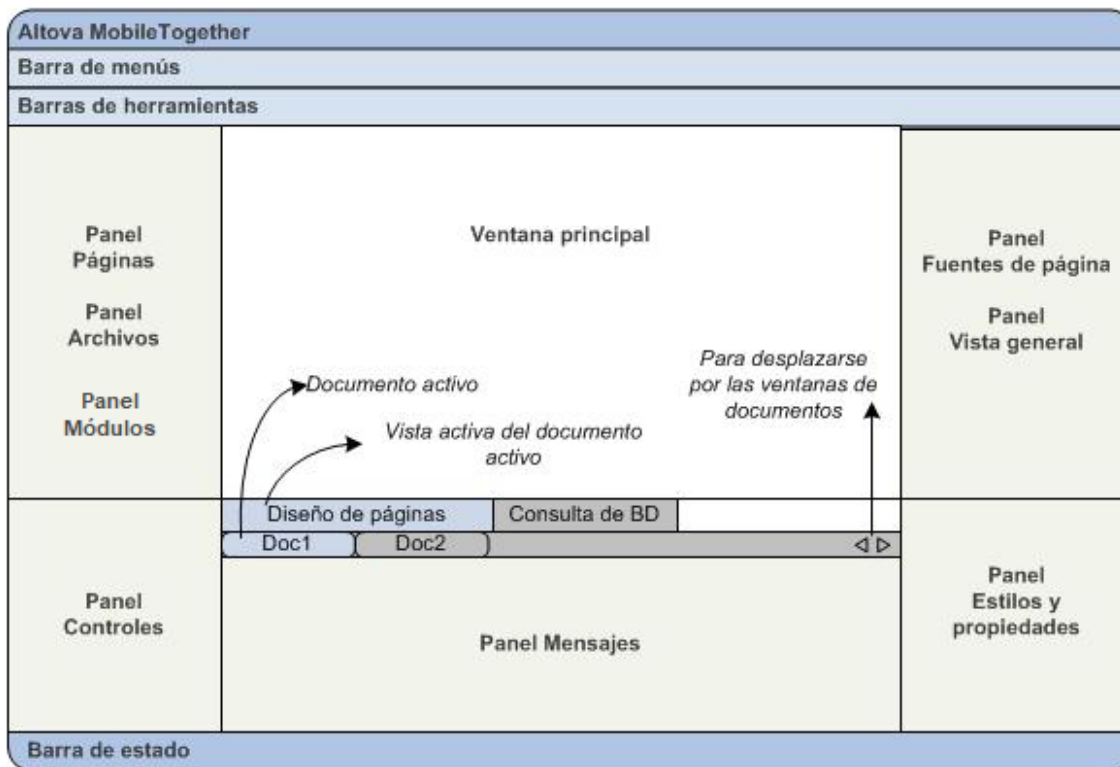 Altova MobileTogether
Barra de menús
Barras de herramientas
Panel
Páginas
Panel
Archivos
Panel
Módulos
Ventana principal
Documento activo
Vista activa del documento
activo
Para desplazarse
por las ventanas de
documentos
Panel
Fuentes de página
Panel
Vista general
Diseño de páginas
Consulta de BD
Doc1
Doc2
Panel
Controles
Panel Mensajes
Panel
Estilos y
propiedades
Barra de estado